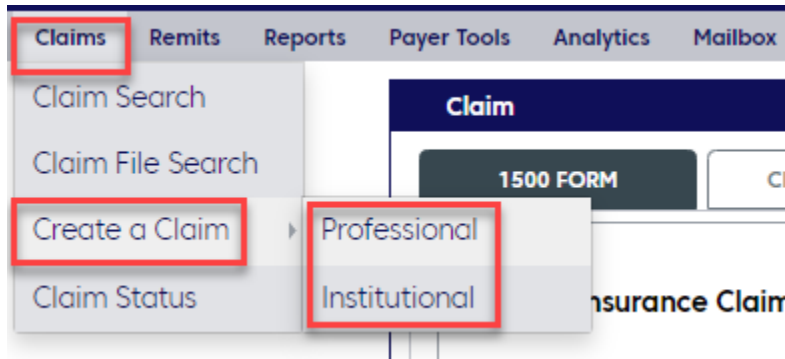 Claims Remits Reports Payer Tools Analytics Mailbox
Claim Search
Claim
Claim File Search
1500 FORM
Create a Claim
Professional
Claim Status
Institutional
Claim